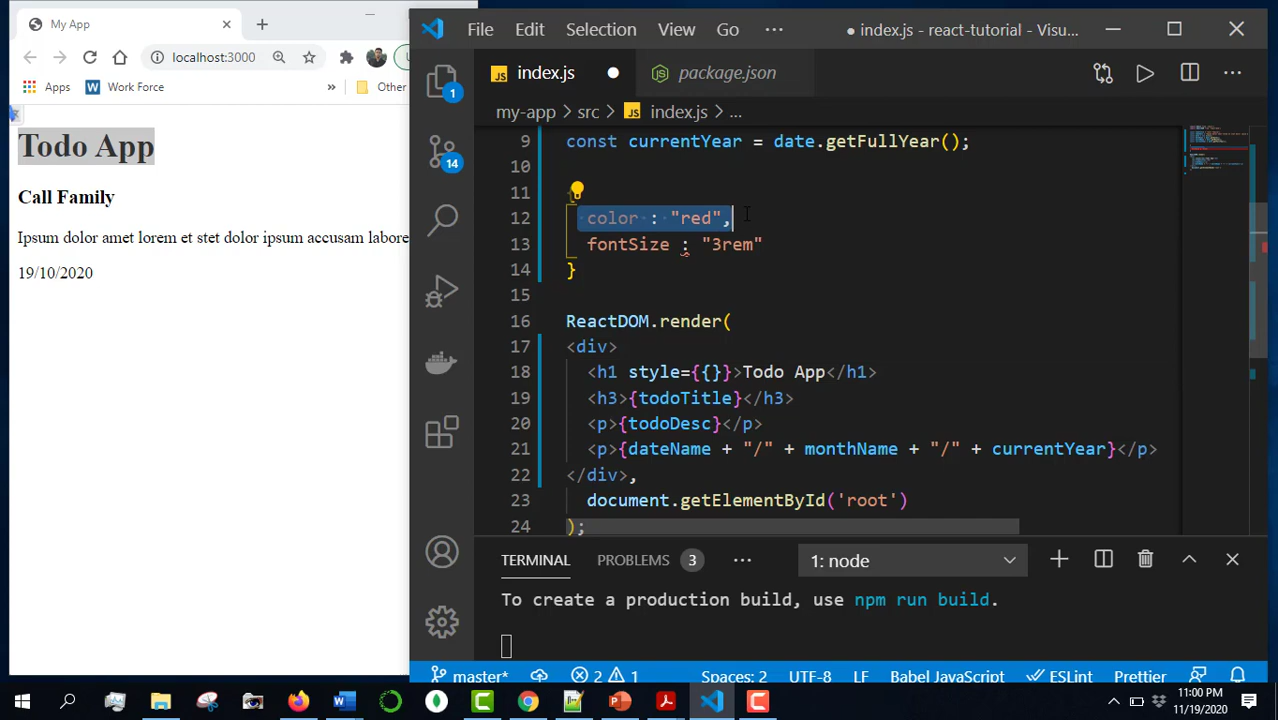 My App
localhost:3000
Apps
Work Force
»
Other
Todo App
Call Family
Ipsum dolor amet lorem et stet dolor ipsum accusam labore
19/10/2020
File Edit Selection View Go ···
● index.js - react-tutorial - Visu...
JS index.js
package.json
my-app > src > JS index.js > ...
1
14
9 const currentYear = date.getFullYear();
10
11
12 color : "red",
13 fontSize : "3rem"
14 }
15
16 ReactDOM.render(
17 <div>
18 <h1 style={{}}>Todo App</h1>
19 <h3>{todoTitle}</h3>
20 <p>{todoDesc}</p>
21 <p>{dateName + "/" + monthName + "/" + currentYear}</p>
22 </div>,
23 document.getElementById('root')
24 );
TERMINAL PROBLEMS 3 ··· 1: node
To create a production build, use npm run build.
master* 2 1 Spaces: 2 UTF-8 LF Babel JavaScript ESLint Prettier
11:00 PM
11/19/2020